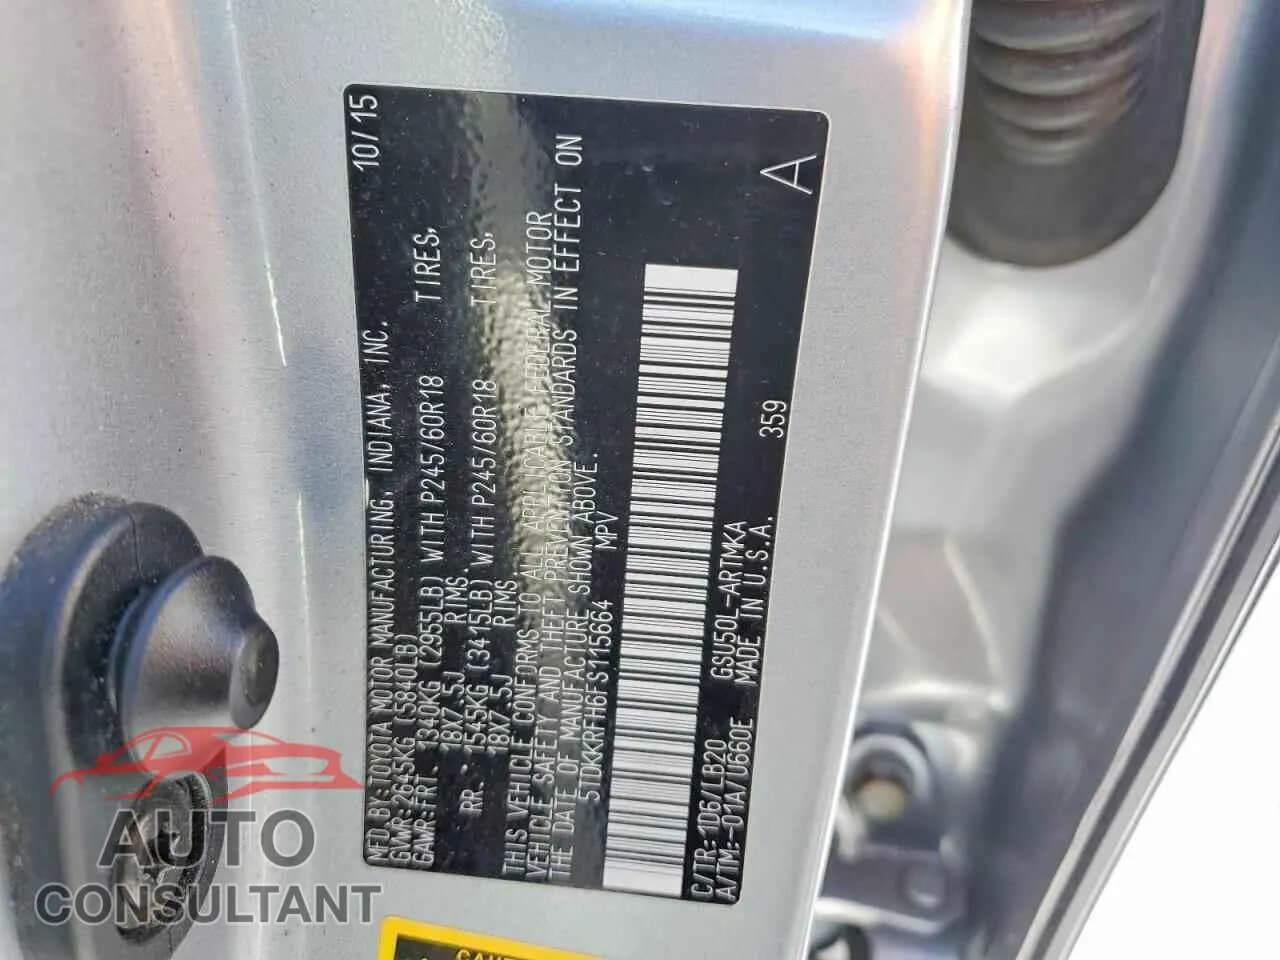 MFD.BY:TOYOTA MOTOR MANUFACTURING, INDIANA, INC. 10/15
GVWR:2645KG (5840LB)
GAWR:FRT. 1340KG (2955LB) WITH P245/60R18 TIRES,
18X7.5J RIMS
RR. 1545KG (3415LB) WITH P245/60R18 TIRES,
18X7.5J RIMS
THIS VEHICLE CONFORMS TO ALL APPLICABLE FEDERAL MOTOR
VEHICLE SAFETY AND THEFT PREVENTION STANDARDS IN EFFECT ON
THE DATE OF MANUFACTURE SHOWN ABOVE.
5TDKKRFH6FS115664 MPV
C/TR:1D6/LB20 GSU50L-ARTMKA 359 A
A/TM:-01A/U660E MADE IN U.S.A.
AUTO
CONSULTANT